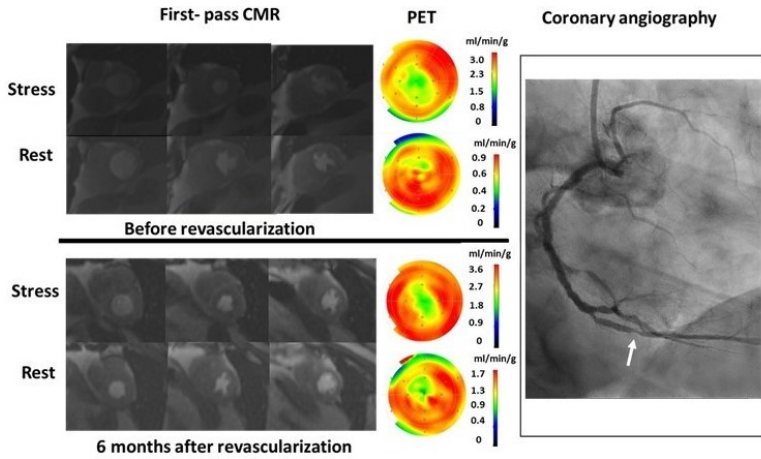 First- pass CMR
PET
Coronary angiography
ml/min/g
Stress
3.0
2.3
1.5
0.8
0
ml/min/g
Rest
0.9
0.6
0.4
0.2
0
Before revascularization
ml/min/g
Stress
3.6
2.7
1.8
0.9
0
ml/min/g
Rest
1.7
1.3
0.9
0.4
0
6 months after revascularization